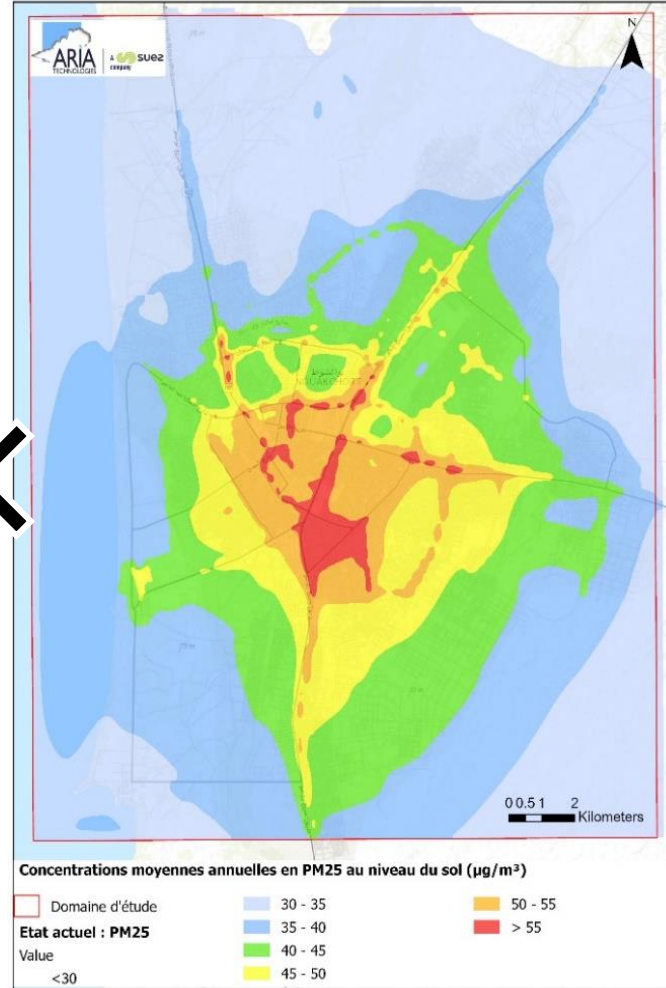 ARIA
TECHNOLOGIES
A suez
company
N
NOUAKCHOTT
0 0.5 1 2
Kilometers
Concentrations moyennes annuelles en PM25 au niveau du sol (µg/m³)
Domaine d'étude
Etat actuel : PM25
Value
<30
30 - 35
35 - 40
40 - 45
45 - 50
50 - 55
> 55